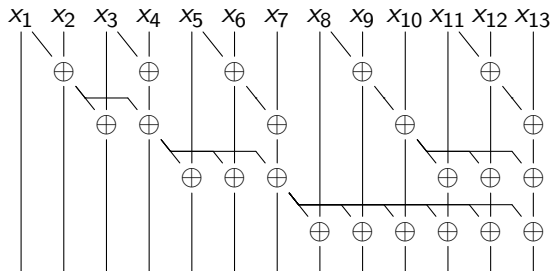 x₁ x₂ x₃ x₄ x₅ x₆ x₇ x₈ x₉ x₁₀ x₁₁ x₁₂ x₁₃